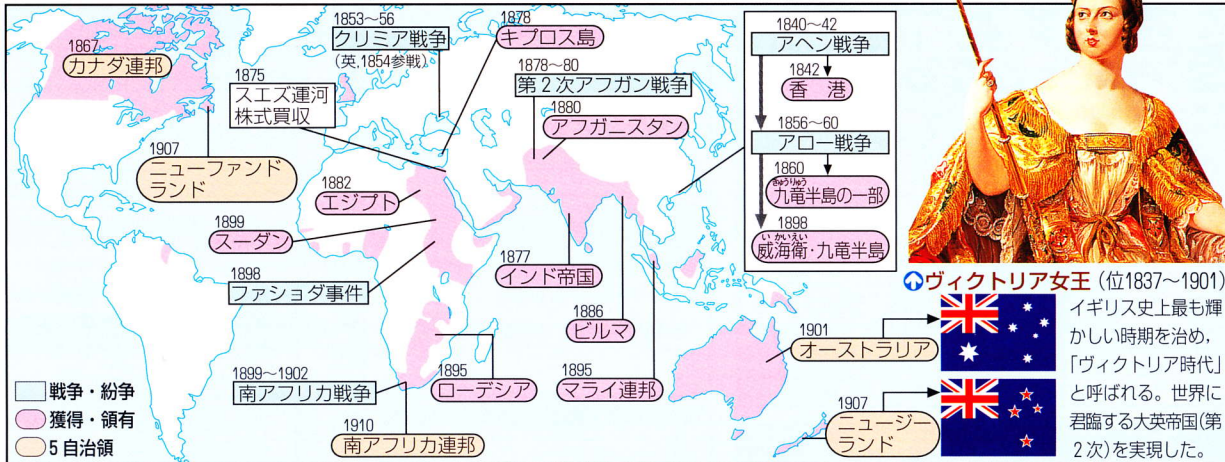 1867
カナダ連邦
1907
ニューファンド
ランド
1853～56
クリミア戦争
(英.1854参戦)
1875
スエズ運河
株式買収
1878
キプロス島
1878～80
第2次アフガン戦争
1880
アフガニスタン
1882
エジプト
1899
スーダン
1898
ファショダ事件
1877
インド帝国
1886
ビルマ
1899～1902
南アフリカ戦争
1910
南アフリカ連邦
1895
ローデシア
1895
マライ連邦
1901
オーストラリア
1907
ニュージー
ランド
1840～42
アヘン戦争
1842
香港
1856～60
アロー戦争
1860
きゅうりゅう
九竜半島の一部
1898
いかいえい
威海衛・九竜半島
戦争・紛争
獲得・領有
5自治領
ヴィクトリア女王(位1837～1901)
イギリス史上最も輝
かしい時期を治め，
「ヴィクトリア時代」
と呼ばれる。世界に
君臨する大英帝国(第
2次)を実現した。